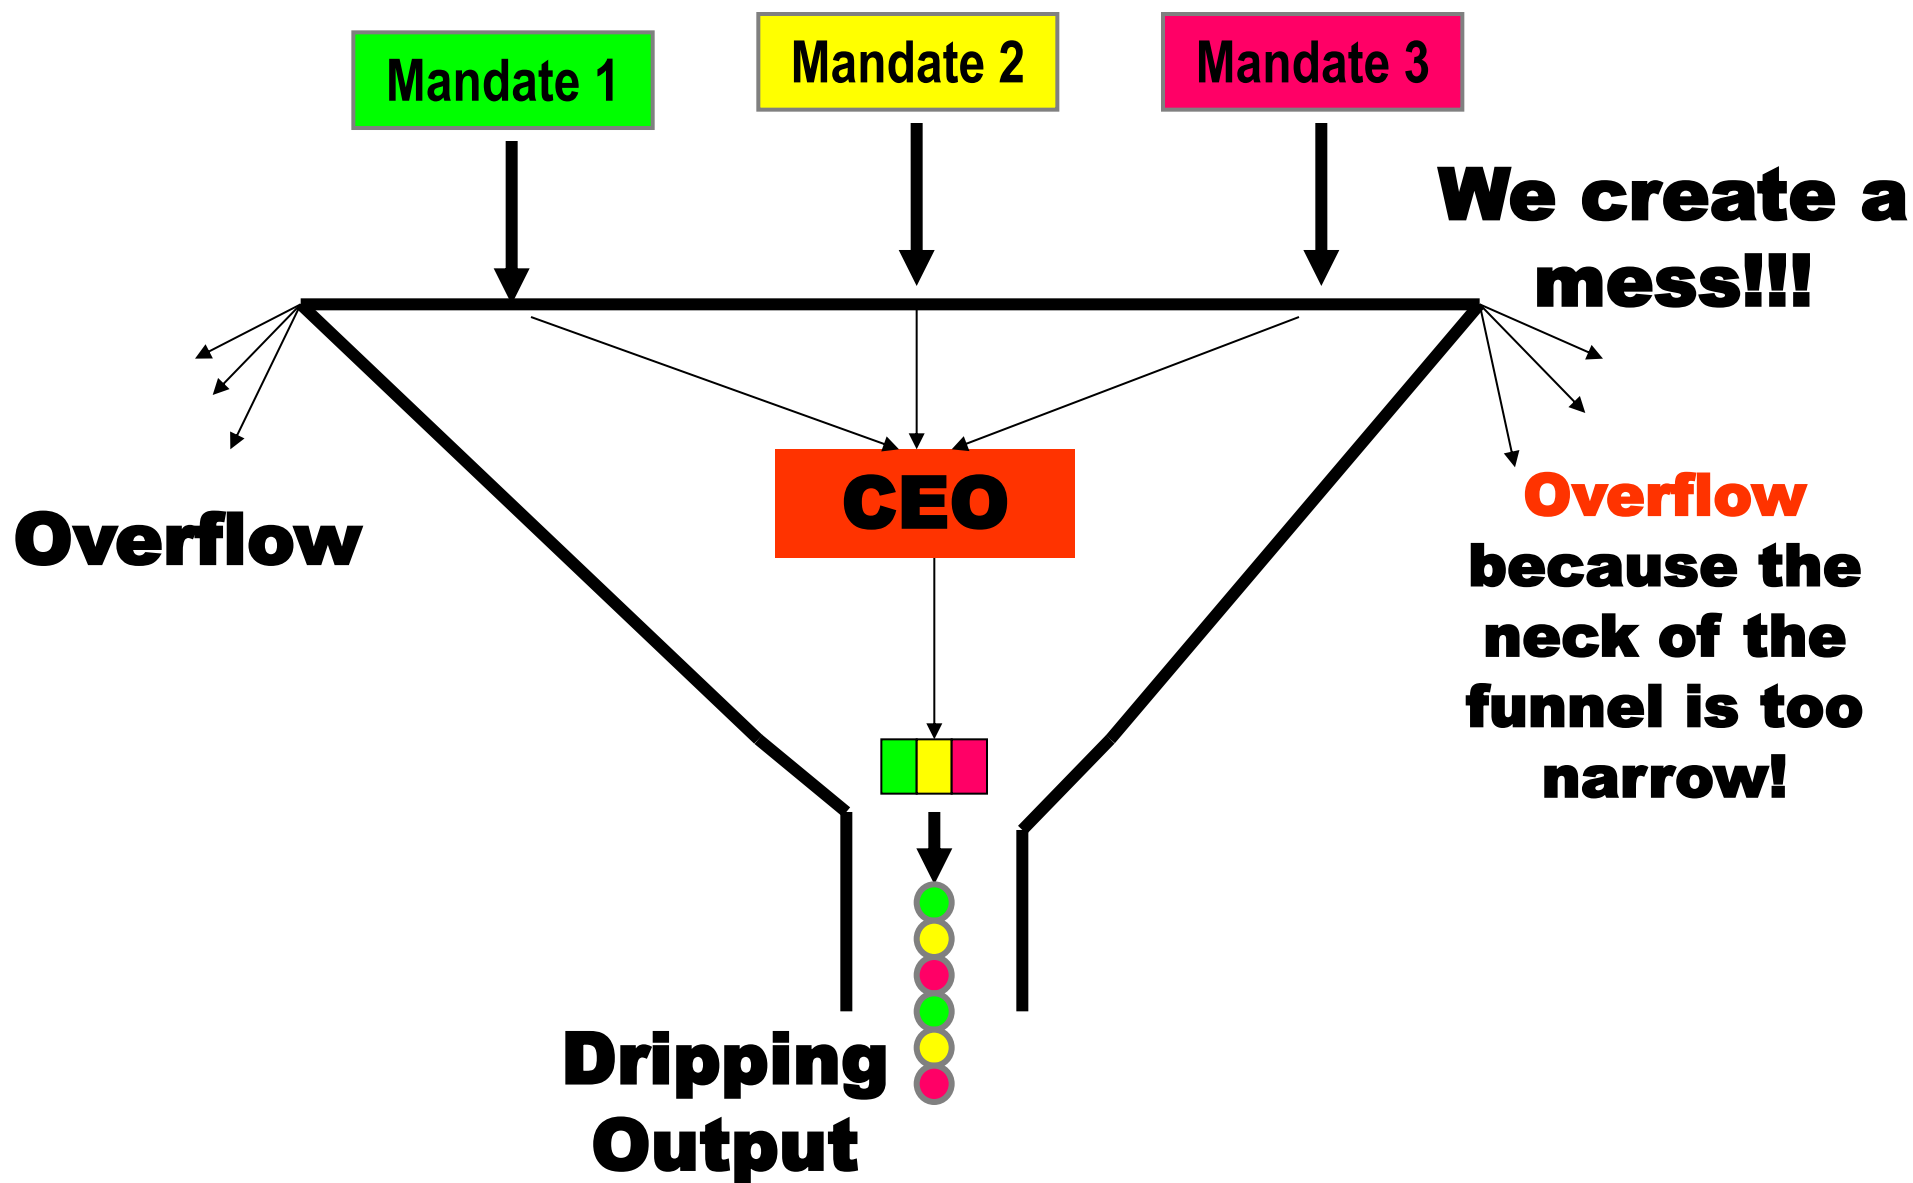 Mandate 1
Mandate 2
Mandate 3
We create a
mess!!!
CEO
Overflow
Overflow
because the
neck of the
funnel is too
narrow!
Dripping
Output